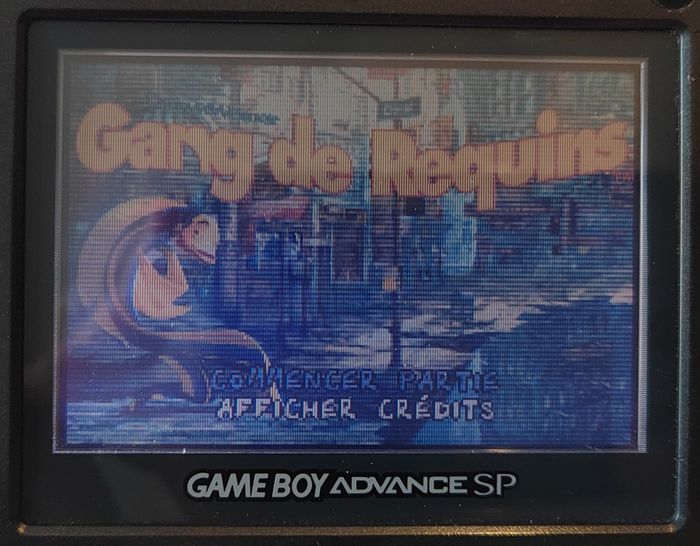 Gang de Requins
COMMENCER PARTIE
AFFICHER CRÉDITS
GAME BOY ADVANCE SP